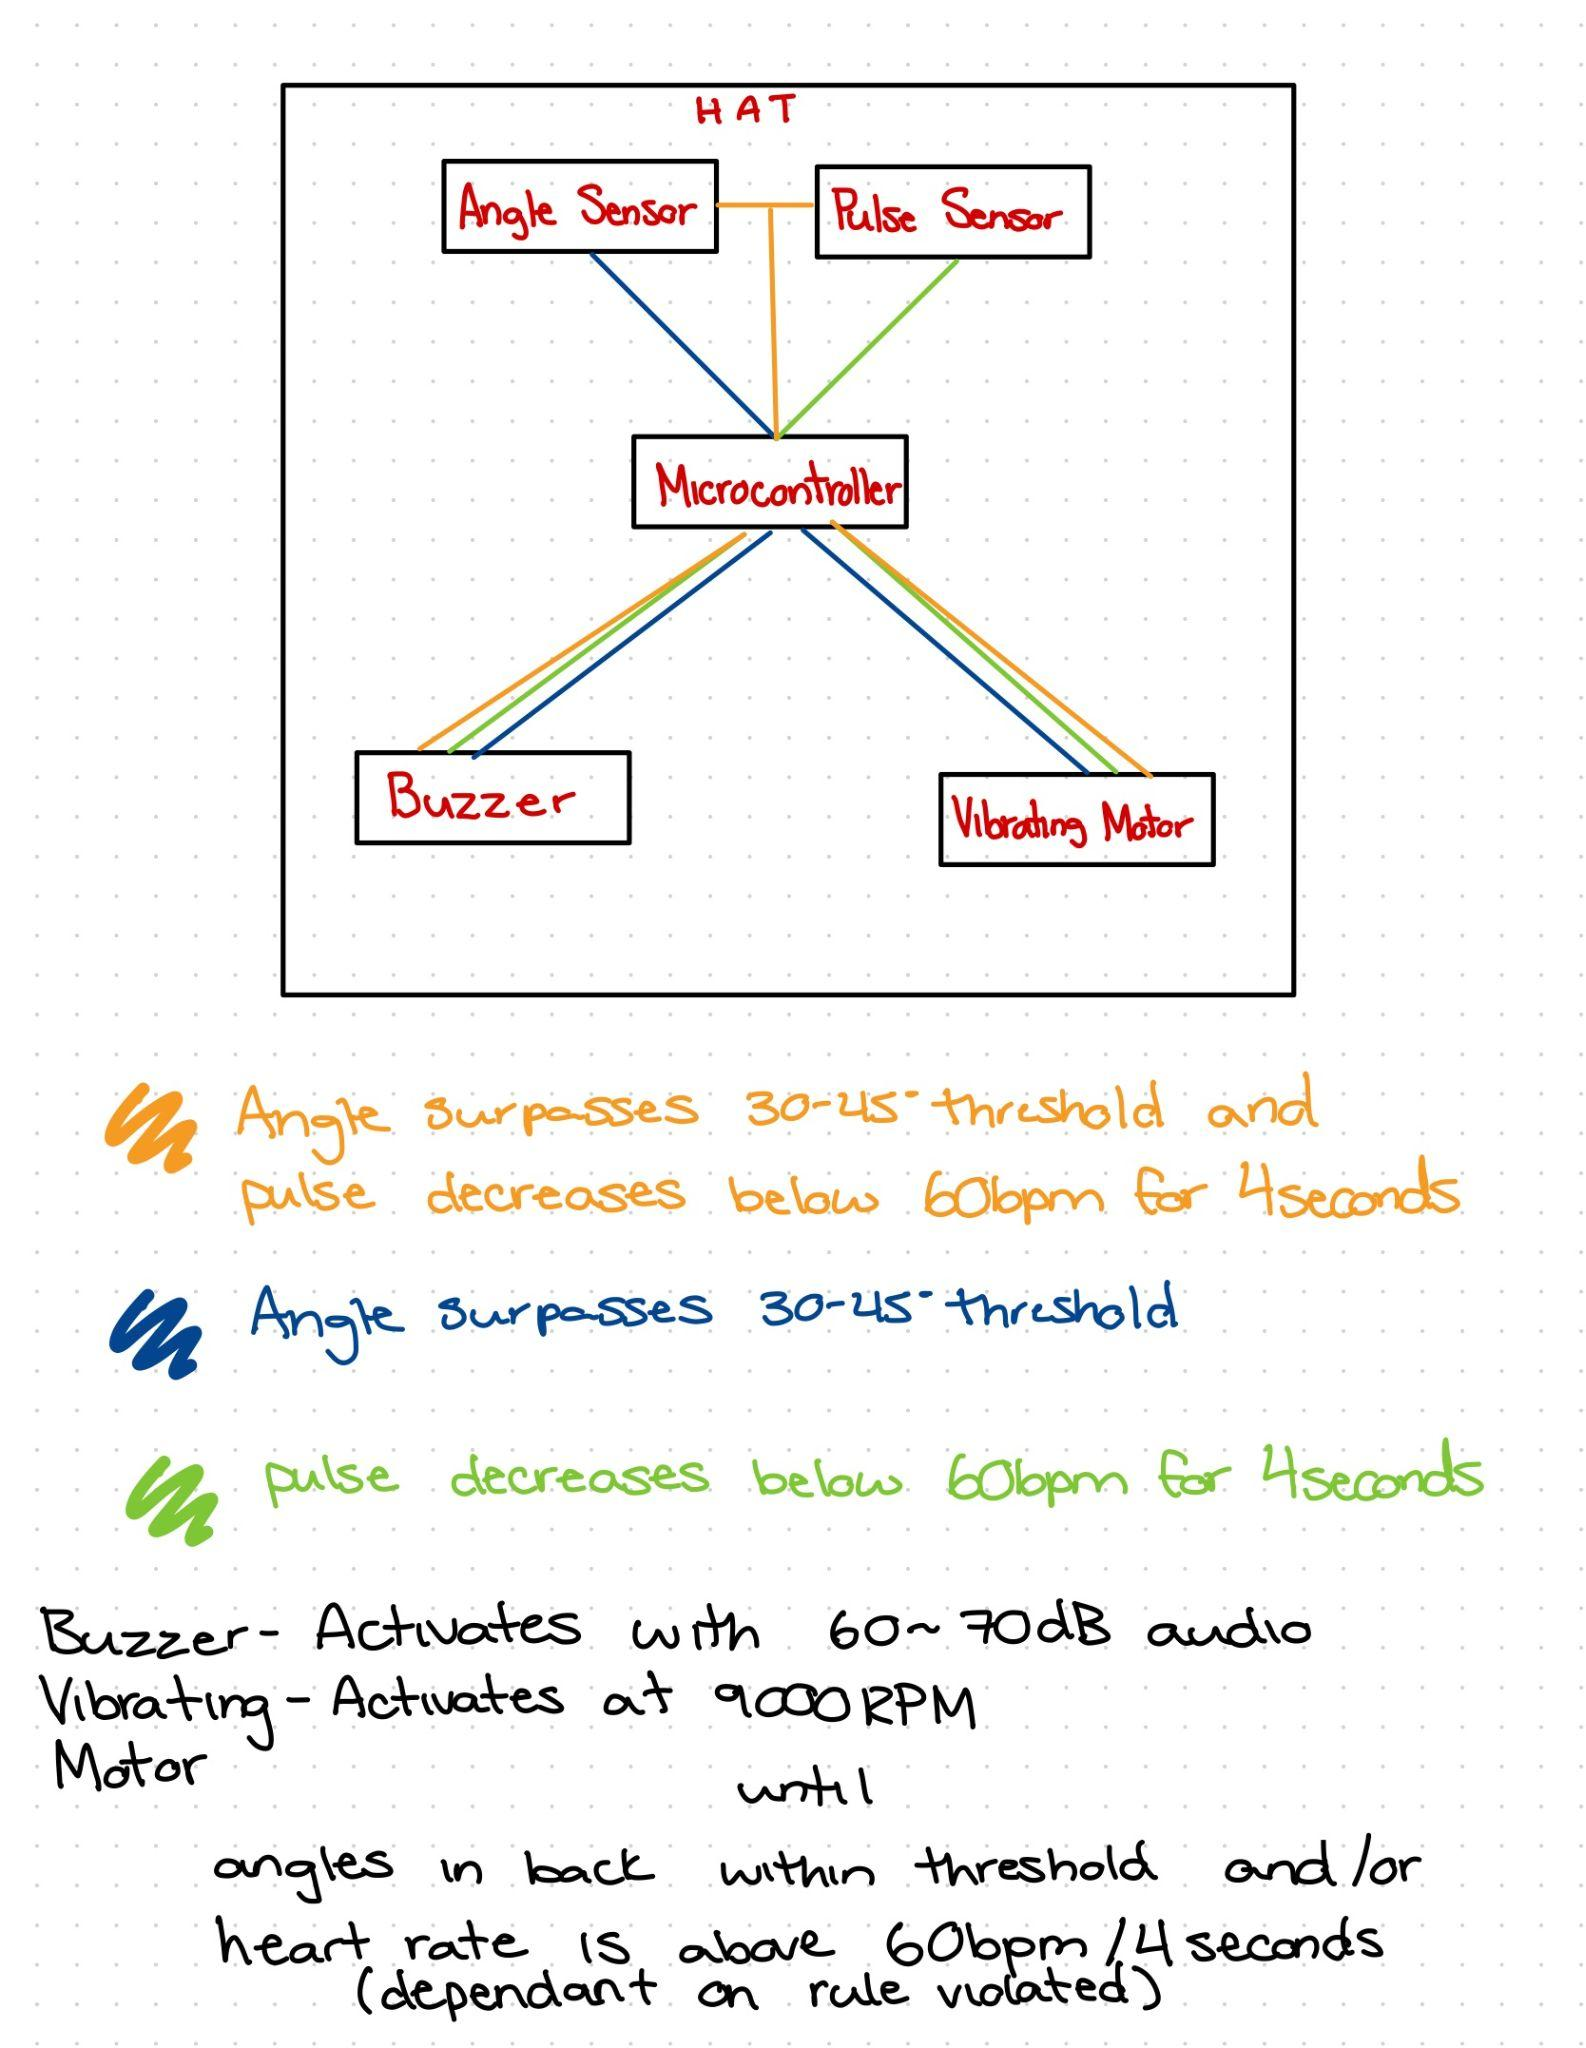 HAT
Angle Sensor
Pulse Sensor
Microcontroller
Buzzer
Vibrating Motor
Angle surpasses 30-45° threshold and
pulse decreases below 60bpm for 4seconds
Angle surpasses 30-45° threshold
pulse decreases below 60bpm for 4seconds
Buzzer - Activates with 60~70dB audio
Vibrating - Activates at 9000RPM
Motor
until
angles in back within threshold and/or
heart rate is above 60bpm/4seconds
(dependant on rule violated)